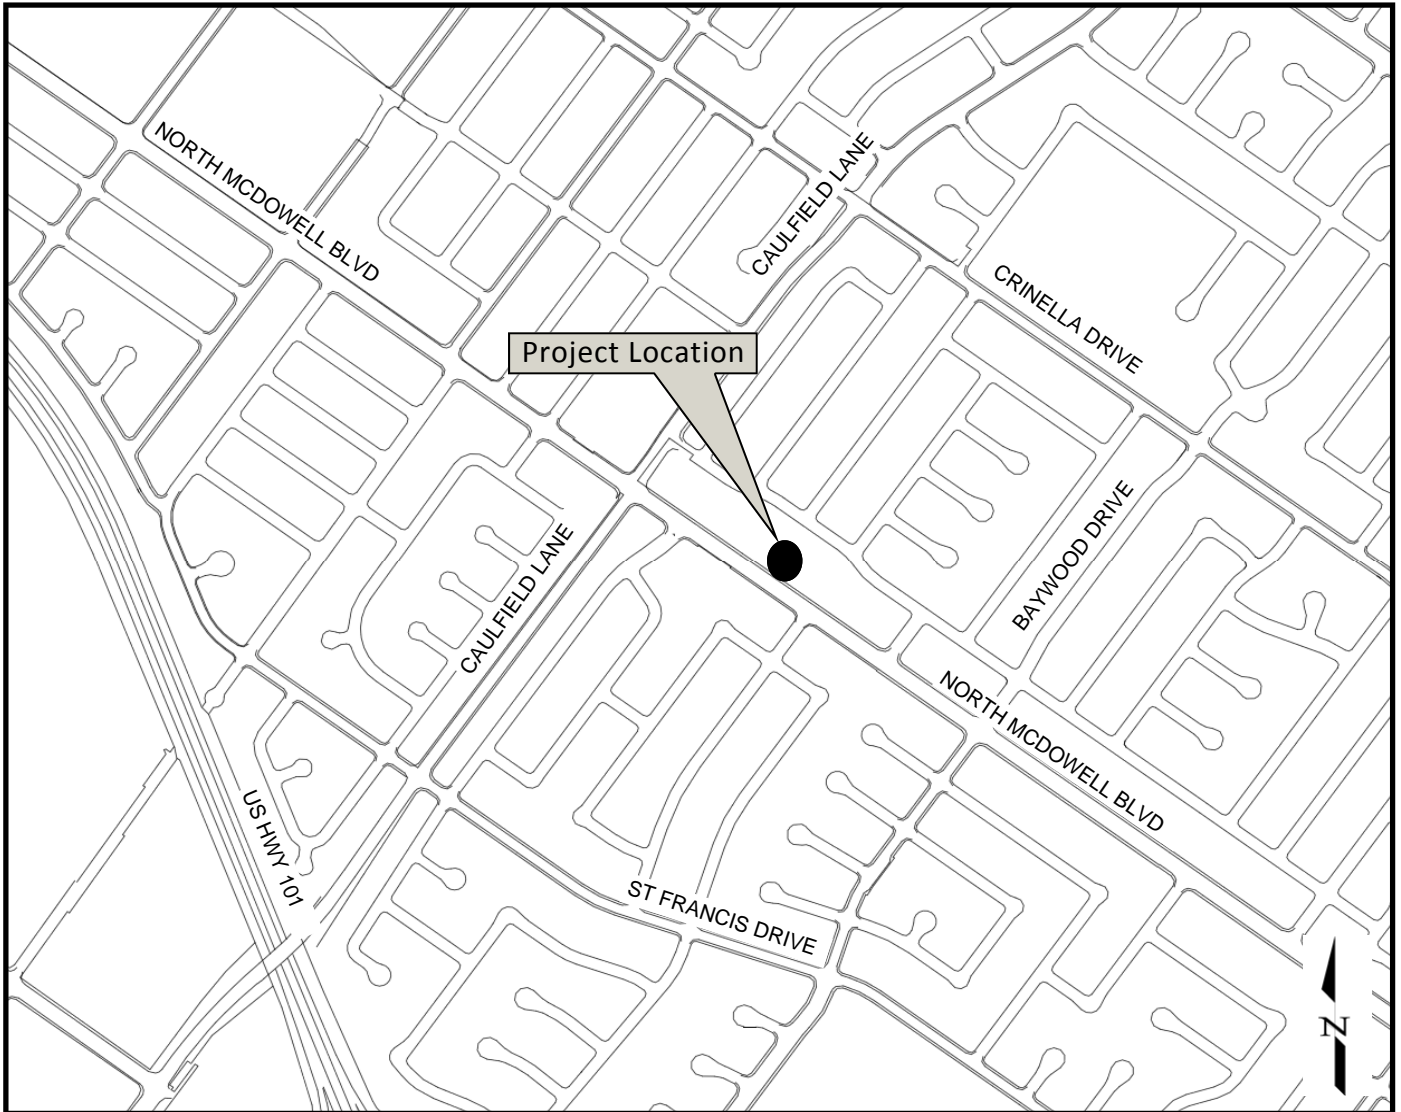 NORTH MCDOWELL BLVD
CAULFIELD LANE
CRINELLA DRIVE
Project Location
BAYWOOD DRIVE
CAULFIELD LANE
NORTH MCDOWELL BLVD
US HWY 101
ST FRANCIS DRIVE
N